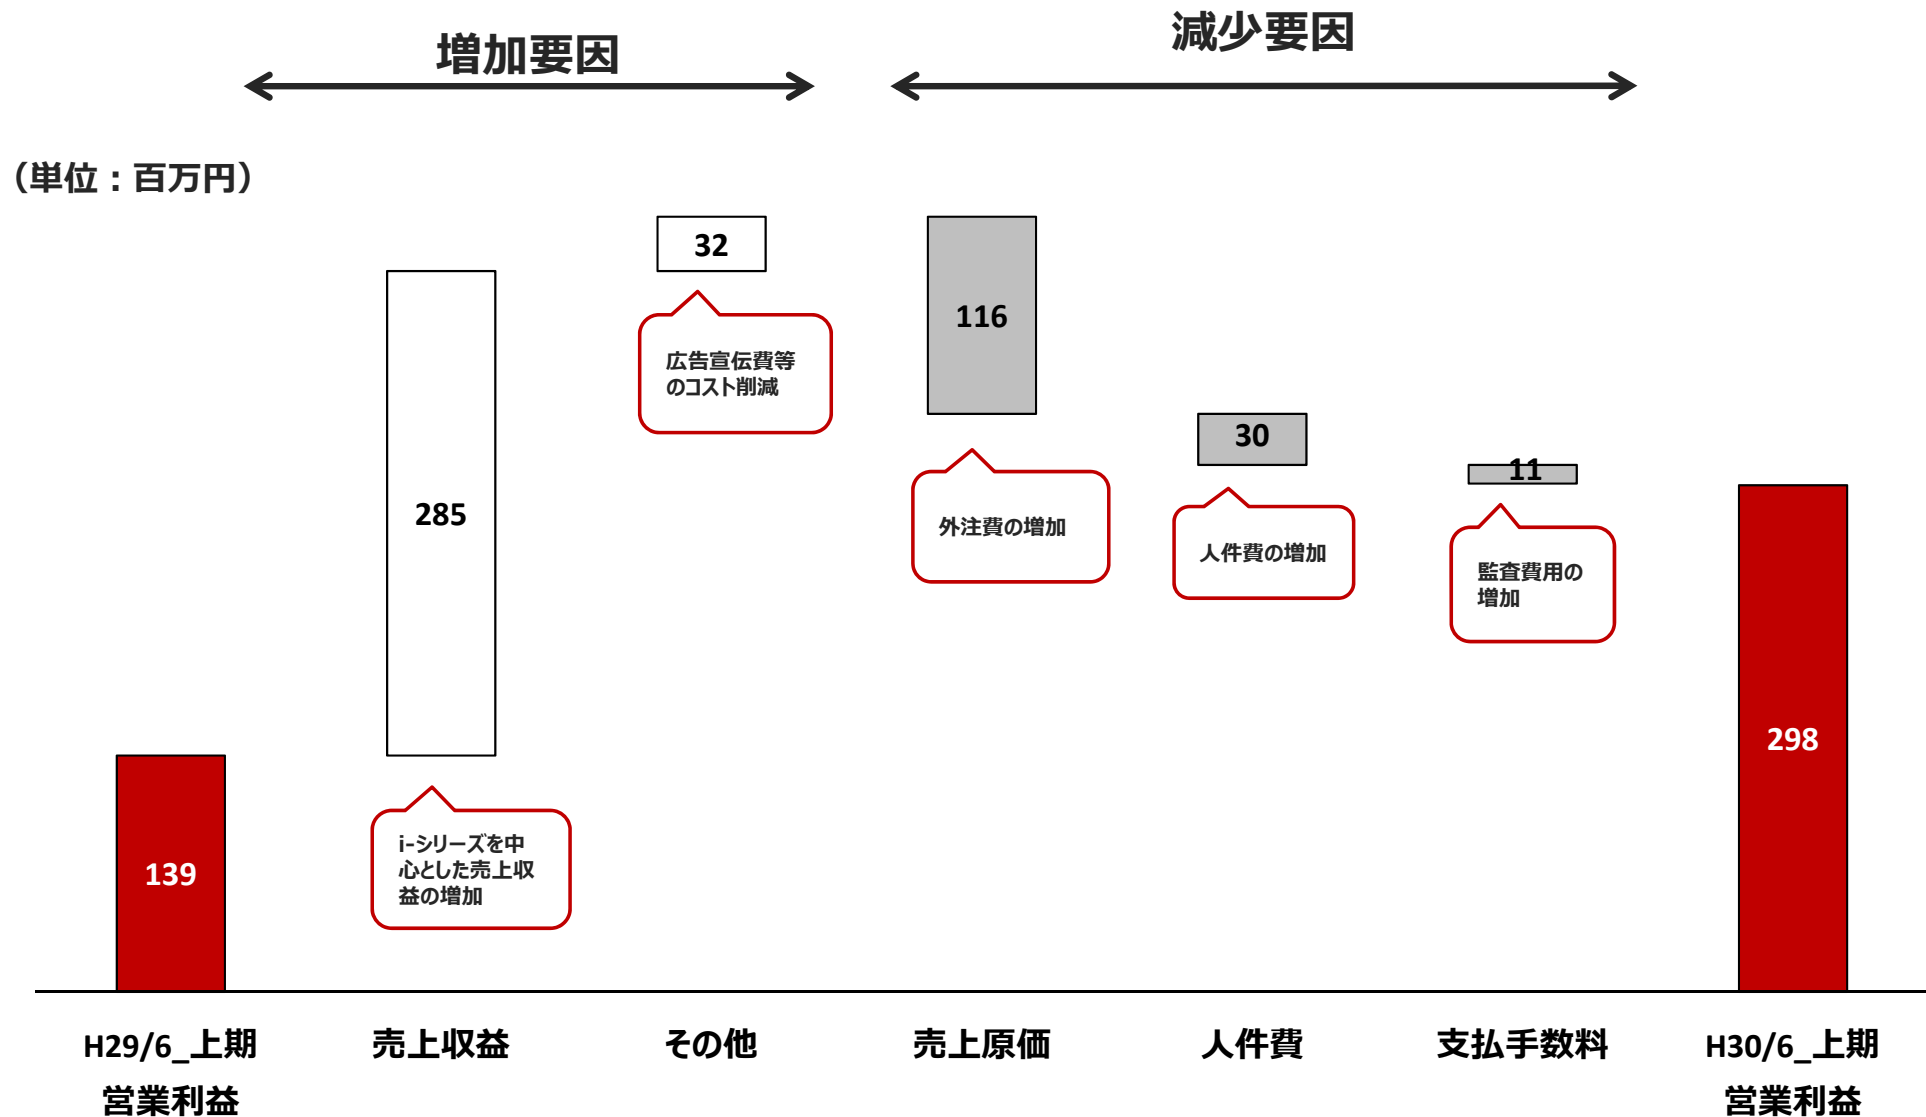 増加要因
減少要因
（単位：百万円）
32
116
広告宣伝費等
のコスト削減
30
11
285
外注費の増加
人件費の増加
監査費用の
増加
298
139
i-シリーズを中
心とした売上収
益の増加
H29/6_上期
営業利益
売上収益
その他
売上原価
人件費
支払手数料
H30/6_上期
営業利益